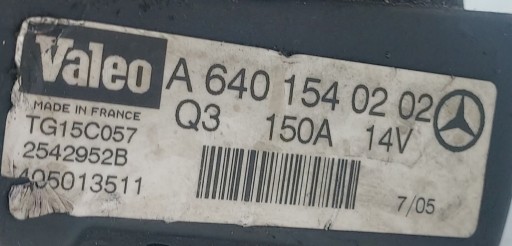 Valeo
A 640 154 02 02
MADE IN FRANCE
Q3 150A 14V
TG15C057
2542952B
405013511
7/05